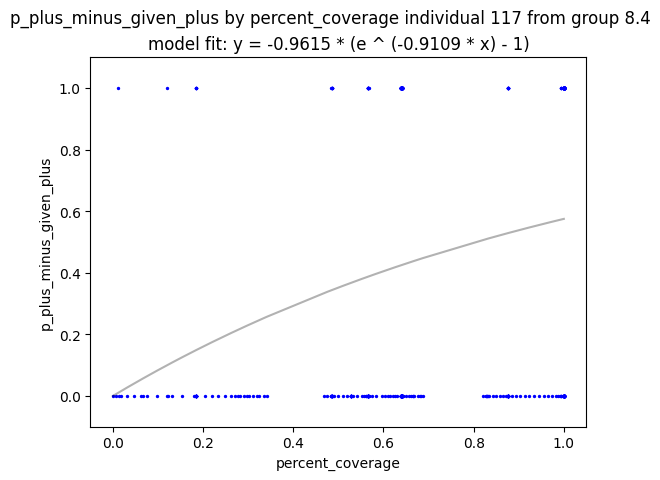 p_plus_minus_given_plus by percent_coverage individual 117 from group 8.4
model fit: y = -0.9615 * (e ^ (-0.9109 * x) - 1)
p_plus_minus_given_plus
1.0
0.8
0.6
0.4
0.2
0.0
0.0 0.2 0.4 0.6 0.8 1.0
percent_coverage